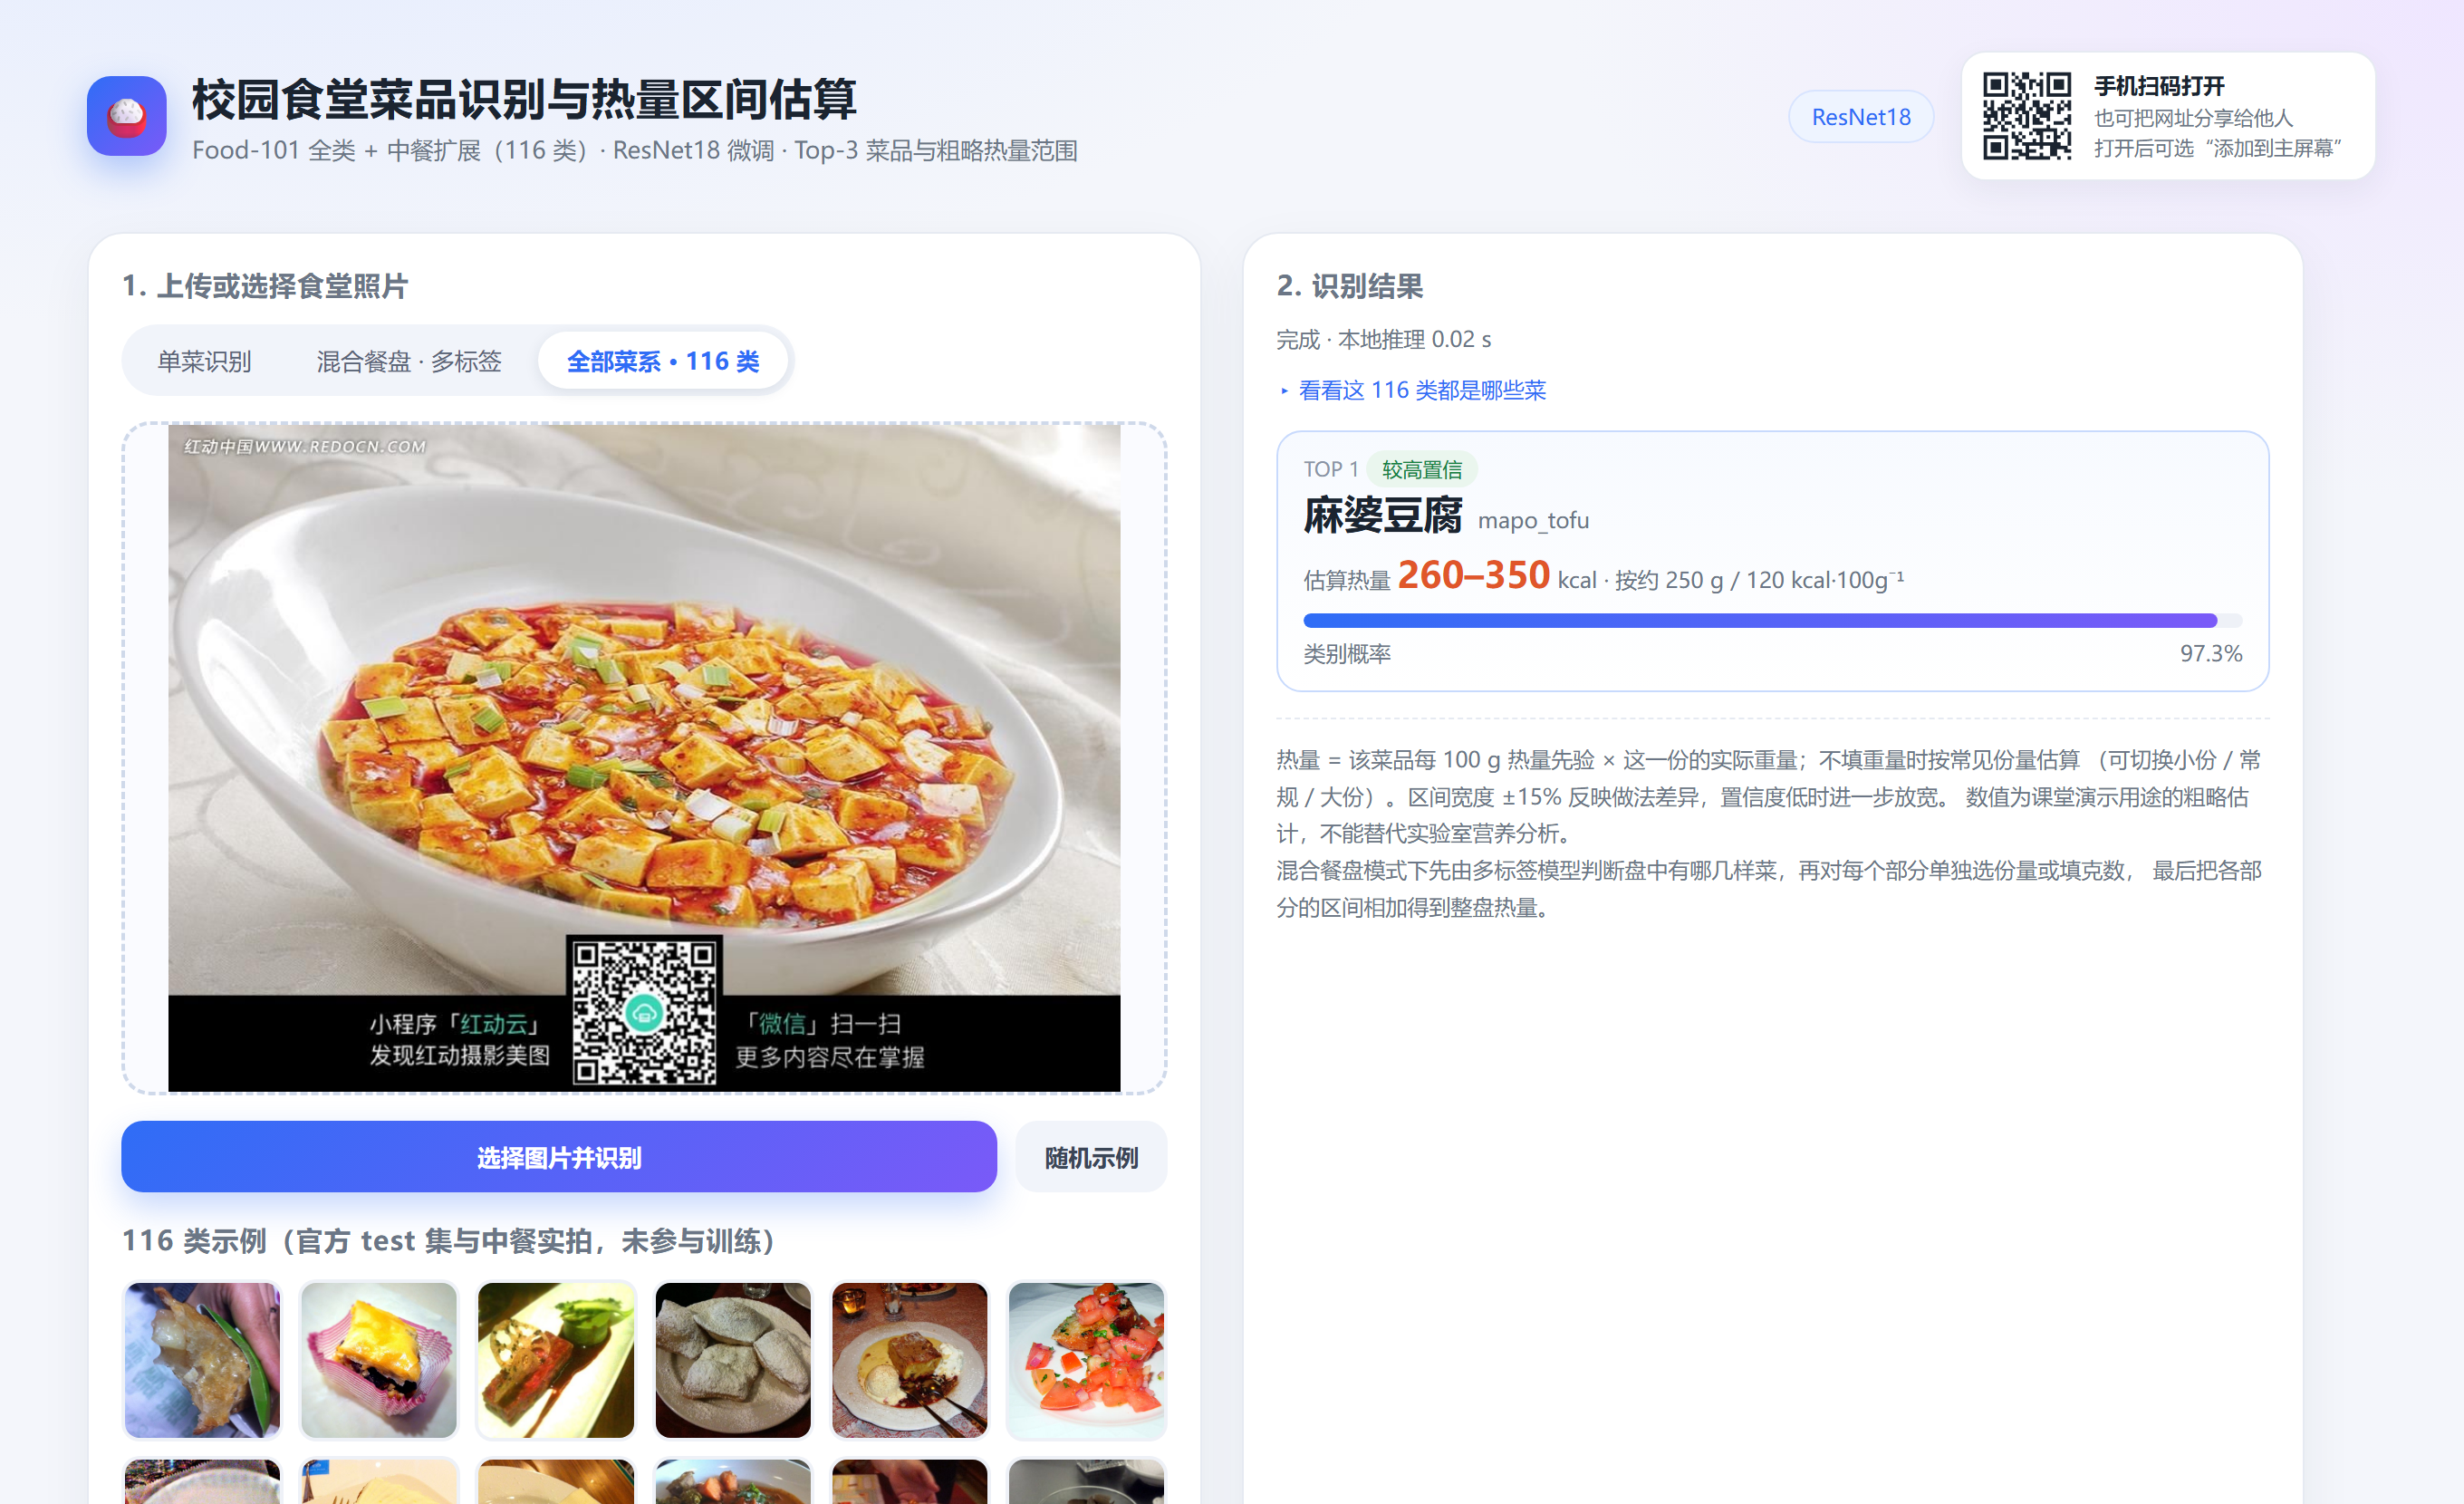 校园食堂菜品识别与热量区间估算
Food-101 全类 + 中餐扩展（116 类）· ResNet18 微调 · Top-3 菜品与粗略热量范围
ResNet18
手机扫码打开
也可把网址分享给他人
打开后可选“添加到主屏幕”
1. 上传或选择食堂照片
单菜识别
混合餐盘 · 多标签
全部菜系 • 116 类
红动中国WWW.REDOCN.COM
小程序「红动云」
发现红动摄影美图
「微信」扫一扫
更多内容尽在掌握
选择图片并识别
随机示例
116 类示例（官方 test 集与中餐实拍，未参与训练）
2. 识别结果
完成 · 本地推理 0.02 s
▸ 看看这 116 类都是哪些菜
TOP 1 较高置信
麻婆豆腐 mapo_tofu
估算热量 260–350 kcal · 按约 250 g / 120 kcal·100g⁻¹
类别概率 97.3%
热量 = 该菜品每 100 g 热量先验 × 这一份的实际重量；不填重量时按常见份量估算 （可切换小份 / 常
规 / 大份）。区间宽度 ±15% 反映做法差异，置信度低时进一步放宽。 数值为课堂演示用途的粗略估
计，不能替代实验室营养分析。
混合餐盘模式下先由多标签模型判断盘中有哪几样菜，再对每个部分单独选份量或填克数， 最后把各部
分的区间相加得到整盘热量。